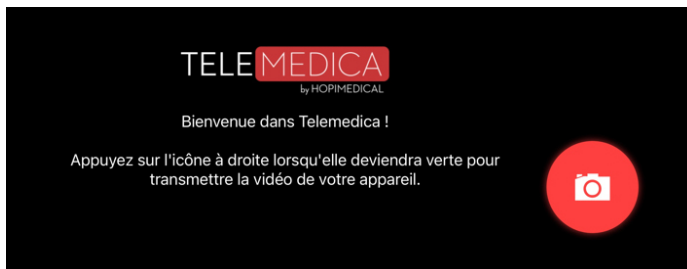 TELEMEDICA
by HOPIMEDICAL
Bienvenue dans Telemedica !
Appuyez sur l'icône à droite lorsqu'elle deviendra verte pour
transmettre la vidéo de votre appareil.